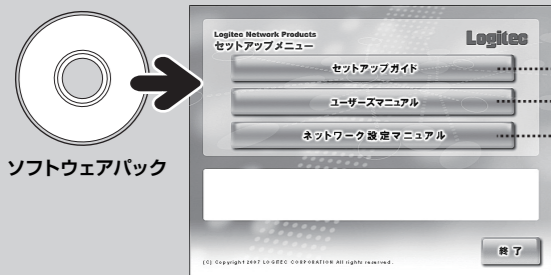 Logitec Network Products
セットアップメニュー
Logitec
セットアップガイド
ユーザーズマニュアル
ネットワーク設定マニュアル
ソフトウェアパック
終了
(C) Copyright 2007 LOGITEC CORPORATION All rights reserved.